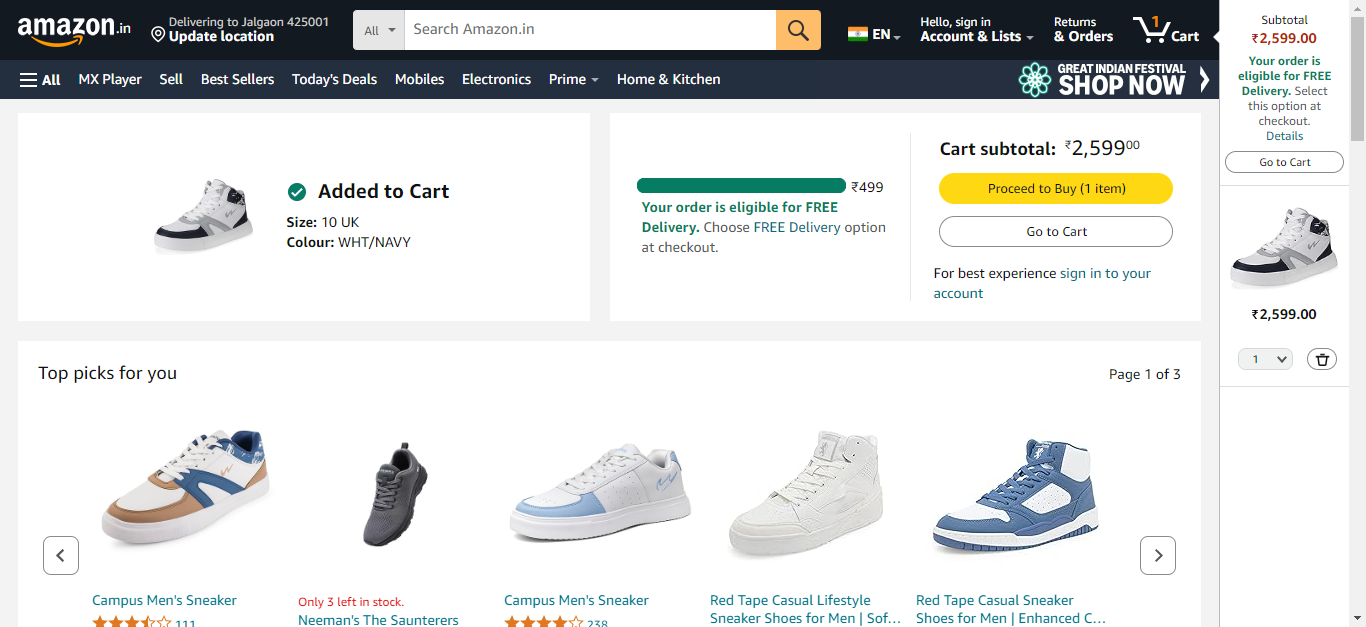 amazon.in
Delivering to Jalgaon 425001
Update location
All
Search Amazon.in
EN
Hello, sign in
Account & Lists
Returns
& Orders
1
Cart
All
MX Player
Sell
Best Sellers
Today's Deals
Mobiles
Electronics
Prime
Home & Kitchen
GREAT INDIAN FESTIVAL
SHOP NOW
Added to Cart
Size: 10 UK
Colour: WHT/NAVY
₹499
Your order is eligible for FREE
Delivery. Choose FREE Delivery option
at checkout.
Cart subtotal: ₹2,59900
Proceed to Buy (1 item)
Go to Cart
For best experience sign in to your
account
Subtotal
₹2,599.00
Your order is
eligible for FREE
Delivery. Select
this option at
checkout.
Details
Go to Cart
₹2,599.00
1
Top picks for you
Page 1 of 3
Campus Men's Sneaker
111
Only 3 left in stock.
Neeman's The Saunterers
Campus Men's Sneaker
238
Red Tape Casual Lifestyle
Sneaker Shoes for Men | Sof...
Red Tape Casual Sneaker
Shoes for Men | Enhanced C...